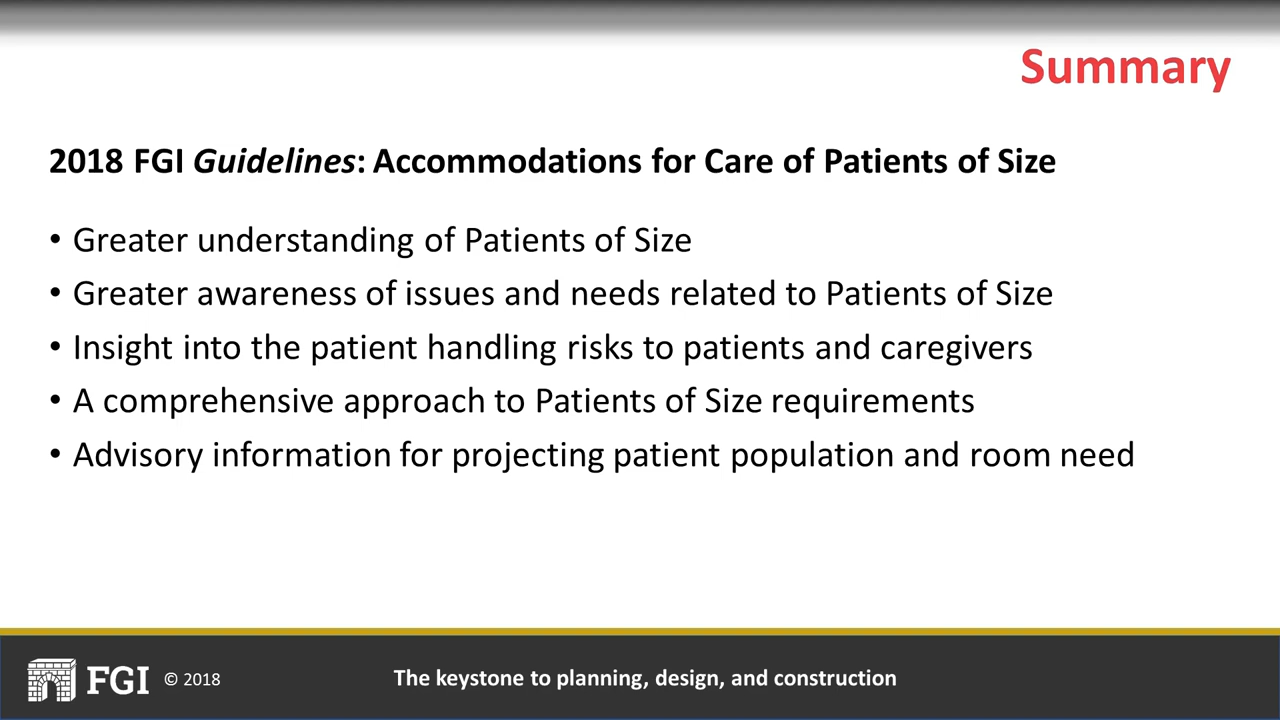 Summary
2018 FGI Guidelines: Accommodations for Care of Patients of Size
• Greater understanding of Patients of Size
• Greater awareness of issues and needs related to Patients of Size
• Insight into the patient handling risks to patients and caregivers
• A comprehensive approach to Patients of Size requirements
• Advisory information for projecting patient population and room need
FGI © 2018
The keystone to planning, design, and construction